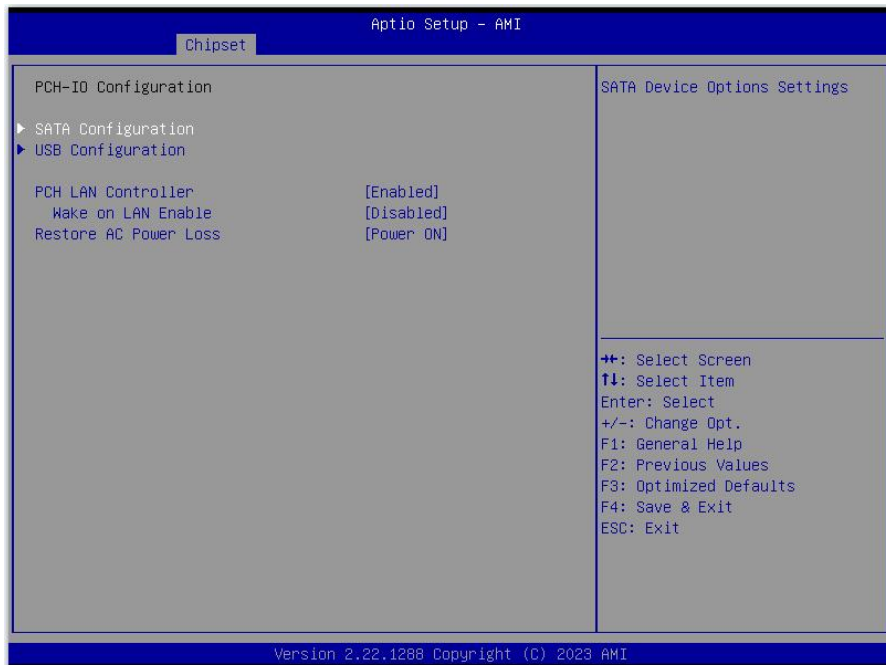 Aptio Setup – AMI
Chipset
PCH-IO Configuration
SATA Configuration
USB Configuration
PCH LAN Controller [Enabled]
Wake on LAN Enable [Disabled]
Restore AC Power Loss [Power ON]
SATA Device Options Settings
→←: Select Screen
↑↓: Select Item
Enter: Select
+/-: Change Opt.
F1: General Help
F2: Previous Values
F3: Optimized Defaults
F4: Save & Exit
ESC: Exit
Version 2.22.1288 Copyright (C) 2023 AMI